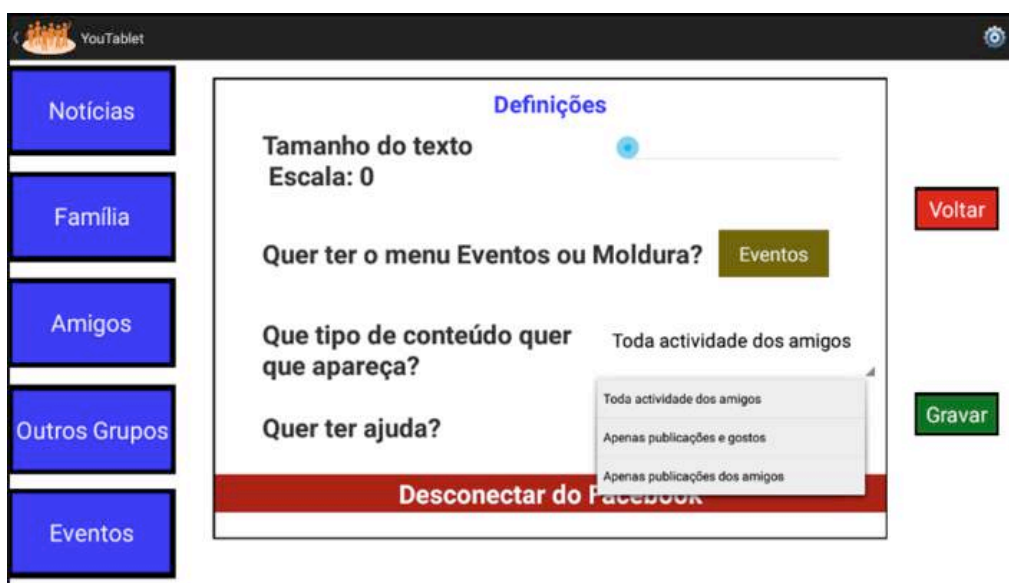 YouTablet
Notícias
Família
Amigos
Outros Grupos
Eventos
Definições
Tamanho do texto
Escala: 0
Quer ter o menu Eventos ou Moldura?
Eventos
Que tipo de conteúdo quer
que apareça?
Toda actividade dos amigos
Toda actividade dos amigos
Apenas publicações e gostos
Apenas publicações dos amigos
Quer ter ajuda?
Desconectar do Facebook
Voltar
Gravar